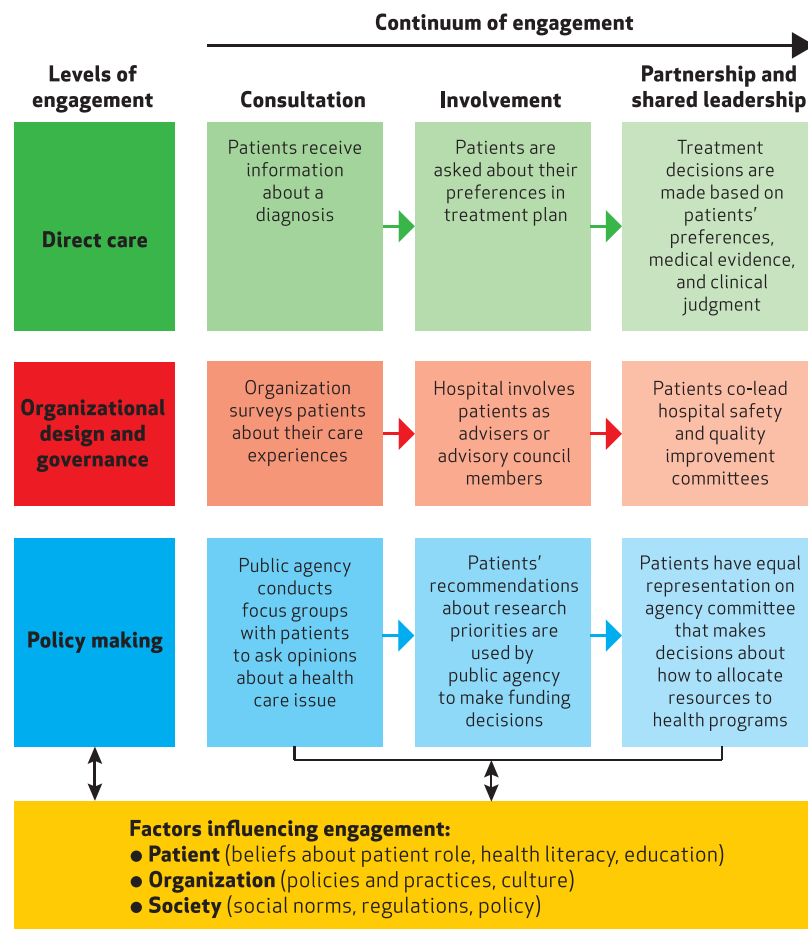 Continuum of engagement
Levels of
engagement
Consultation
Involvement
Partnership and
shared leadership
Direct care
Patients receive
information
about a
diagnosis
Patients are
asked about their
preferences in
treatment plan
Treatment
decisions are
made based on
patients’
preferences,
medical evidence,
and clinical
judgment
Organizational
design and
governance
Organization
surveys patients
about their care
experiences
Hospital involves
patients as
advisers or
advisory council
members
Patients co-lead
hospital safety
and quality
improvement
committees
Policy making
Public agency
conducts
focus groups
with patients
to ask opinions
about a health
care issue
Patients’
recommendations
about research
priorities are
used by
public agency
to make funding
decisions
Patients have equal
representation on
agency committee
that makes
decisions about
how to allocate
resources to
health programs
Factors influencing engagement:
● Patient (beliefs about patient role, health literacy, education)
● Organization (policies and practices, culture)
● Society (social norms, regulations, policy)